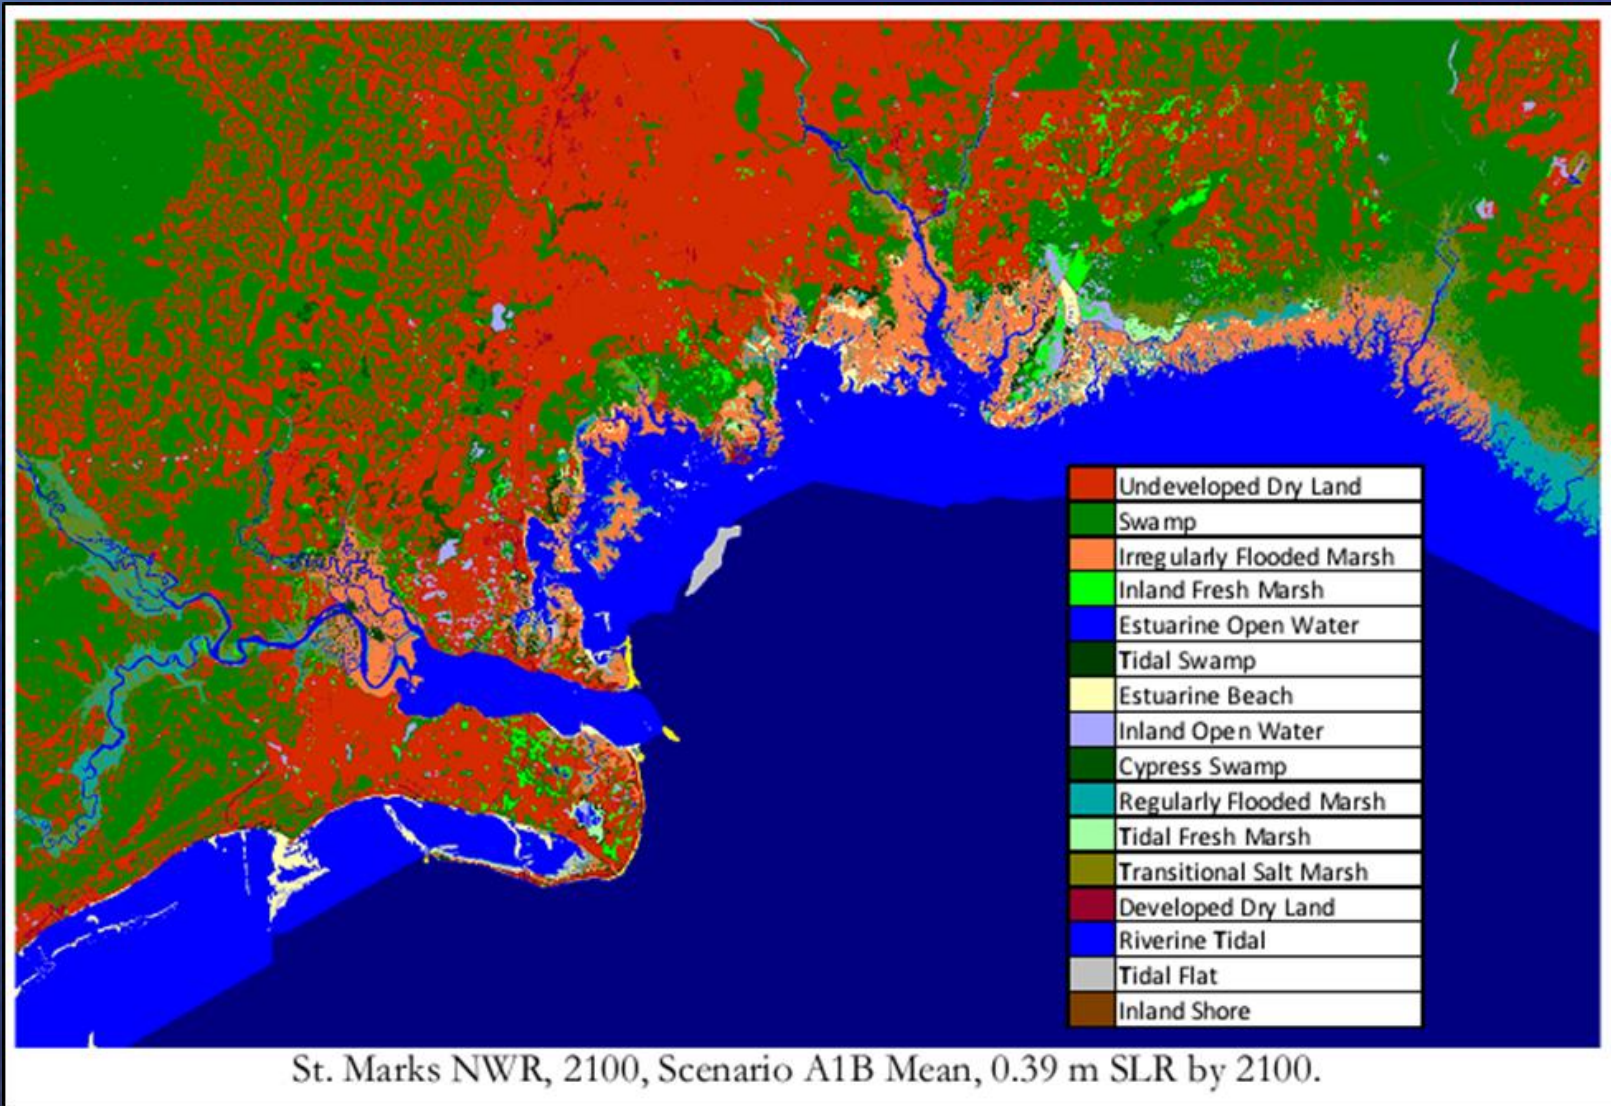 Undeveloped Dry Land
Swamp
Irregularly Flooded Marsh
Inland Fresh Marsh
Estuarine Open Water
Tidal Swamp
Estuarine Beach
Inland Open Water
Cypress Swamp
Regularly Flooded Marsh
Tidal Fresh Marsh
Transitional Salt Marsh
Developed Dry Land
Riverine Tidal
Tidal Flat
Inland Shore
St. Marks NWR, 2100, Scenario A1B Mean, 0.39 m SLR by 2100.